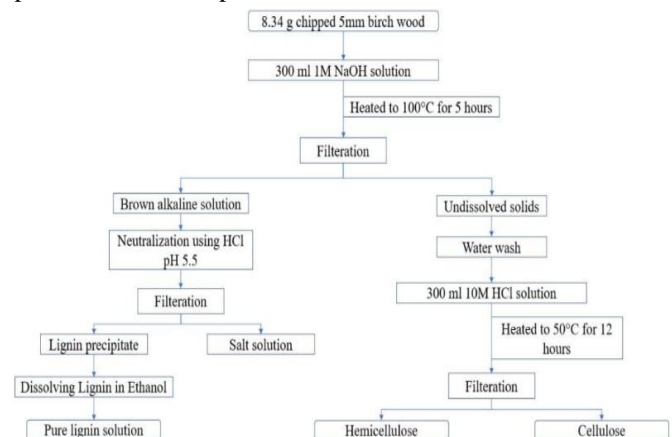 8.34 g chipped 5mm birch wood
300 ml 1M NaOH solution
Heated to 100°C for 5 hours
Filteration
Brown alkaline solution
Undissolved solids
Neutralization using HCl
pH 5.5
Water wash
300 ml 10M HCl solution
Filteration
Heated to 50°C for 12
hours
Lignin precipitate
Salt solution
Dissolving Lignin in Ethanol
Filteration
Pure lignin solution
Hemicellulose
Cellulose